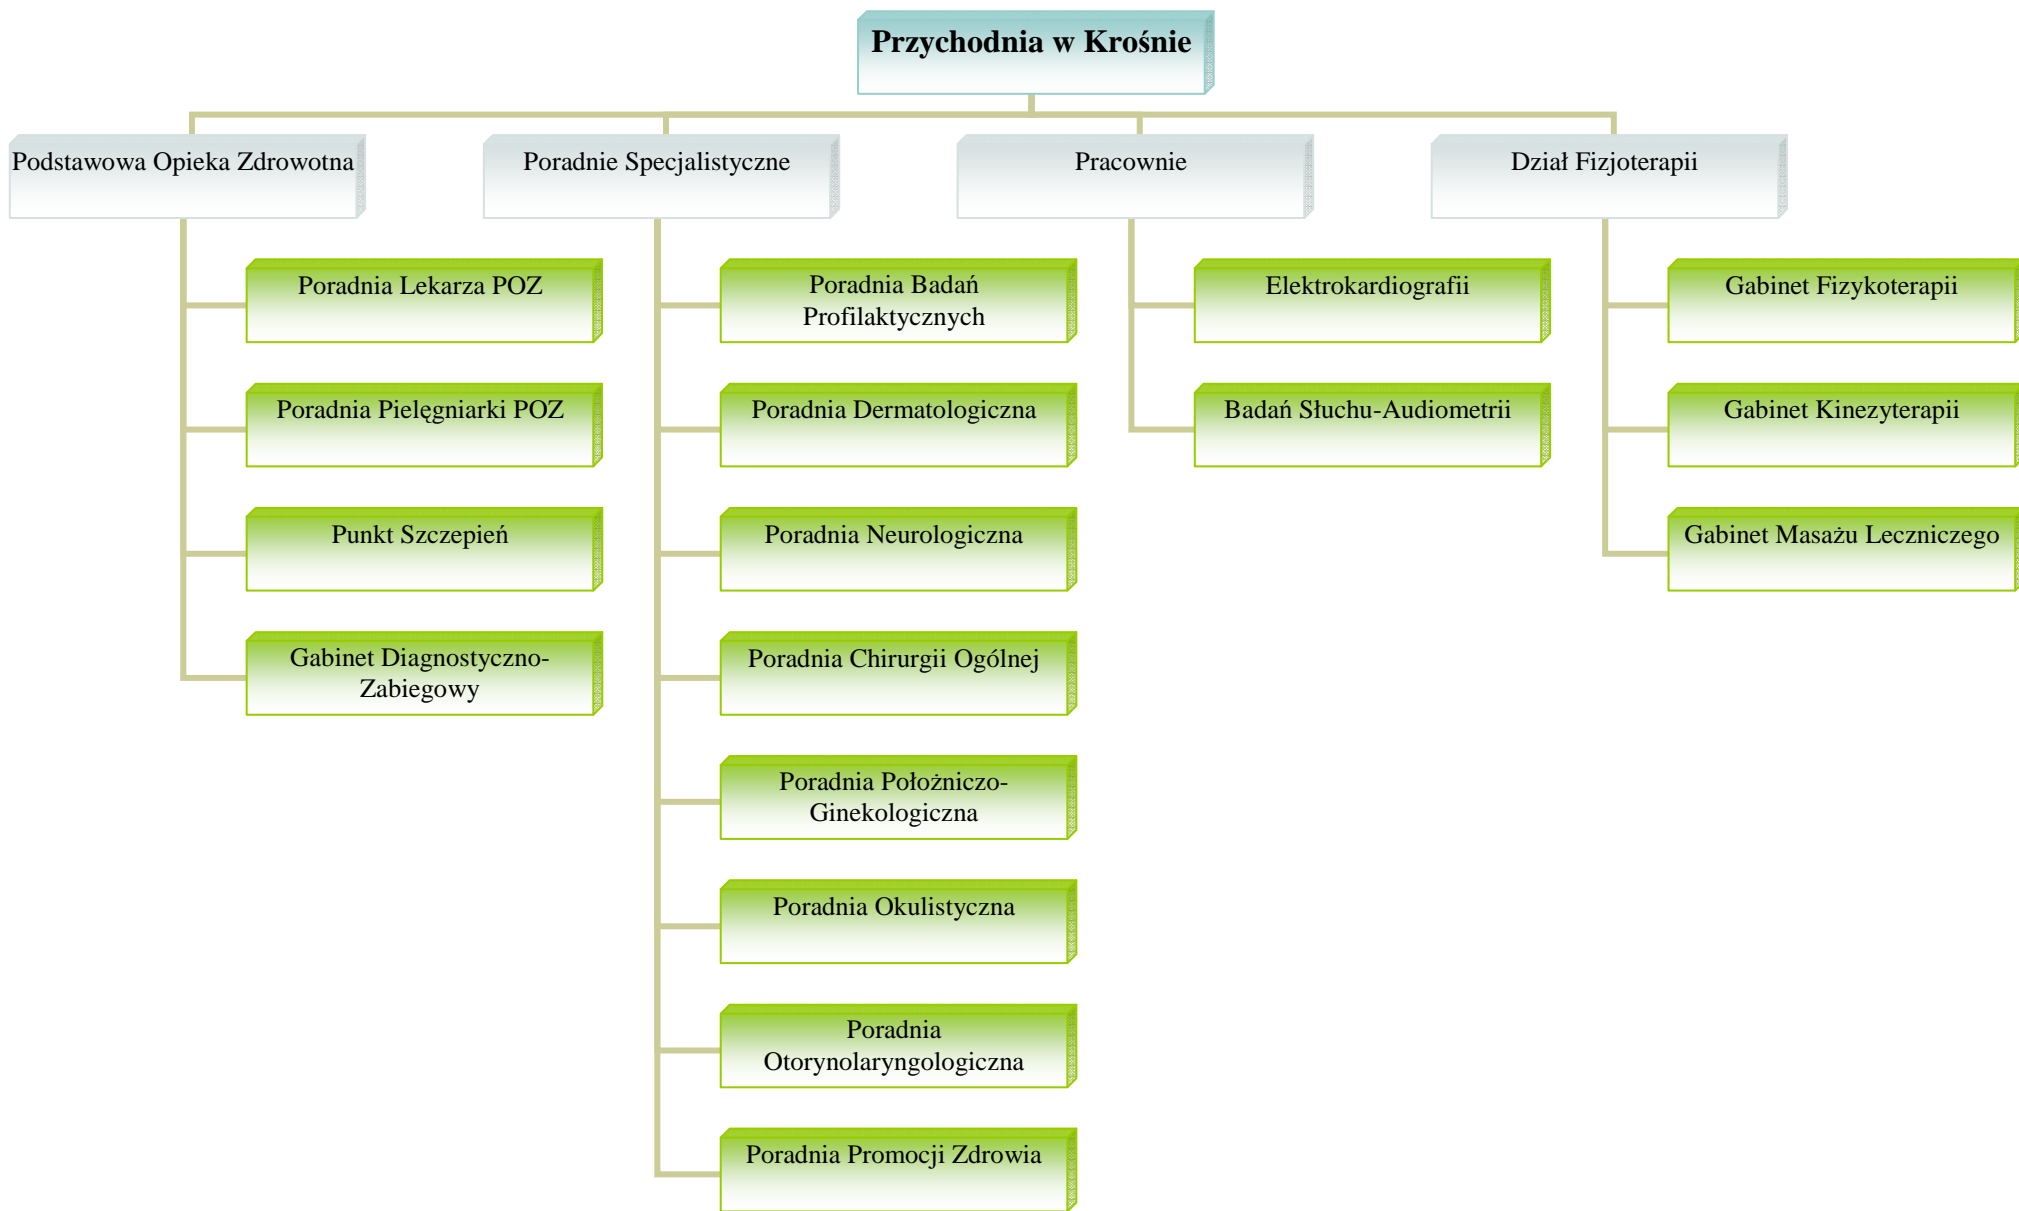 Przychodnia w Krośnie
Podstawowa Opieka Zdrowotna
Poradnie Specjalistyczne
Pracownie
Dział Fizjoterapii
Poradnia Lekarza POZ
Poradnia Pielęgniarki POZ
Punkt Szczepień
Gabinet Diagnostyczno-
Zabiegowy
Poradnia Badań
Profilaktycznych
Poradnia Dermatologiczna
Poradnia Neurologiczna
Poradnia Chirurgii Ogólnej
Poradnia Położniczo-
Ginekologiczna
Poradnia Okulistyczna
Poradnia
Otorynolaryngologiczna
Poradnia Promocji Zdrowia
Elektrokardiografii
Badań Słuchu-Audiometrii
Gabinet Fizykoterapii
Gabinet Kinezyterapii
Gabinet Masażu Leczniczego